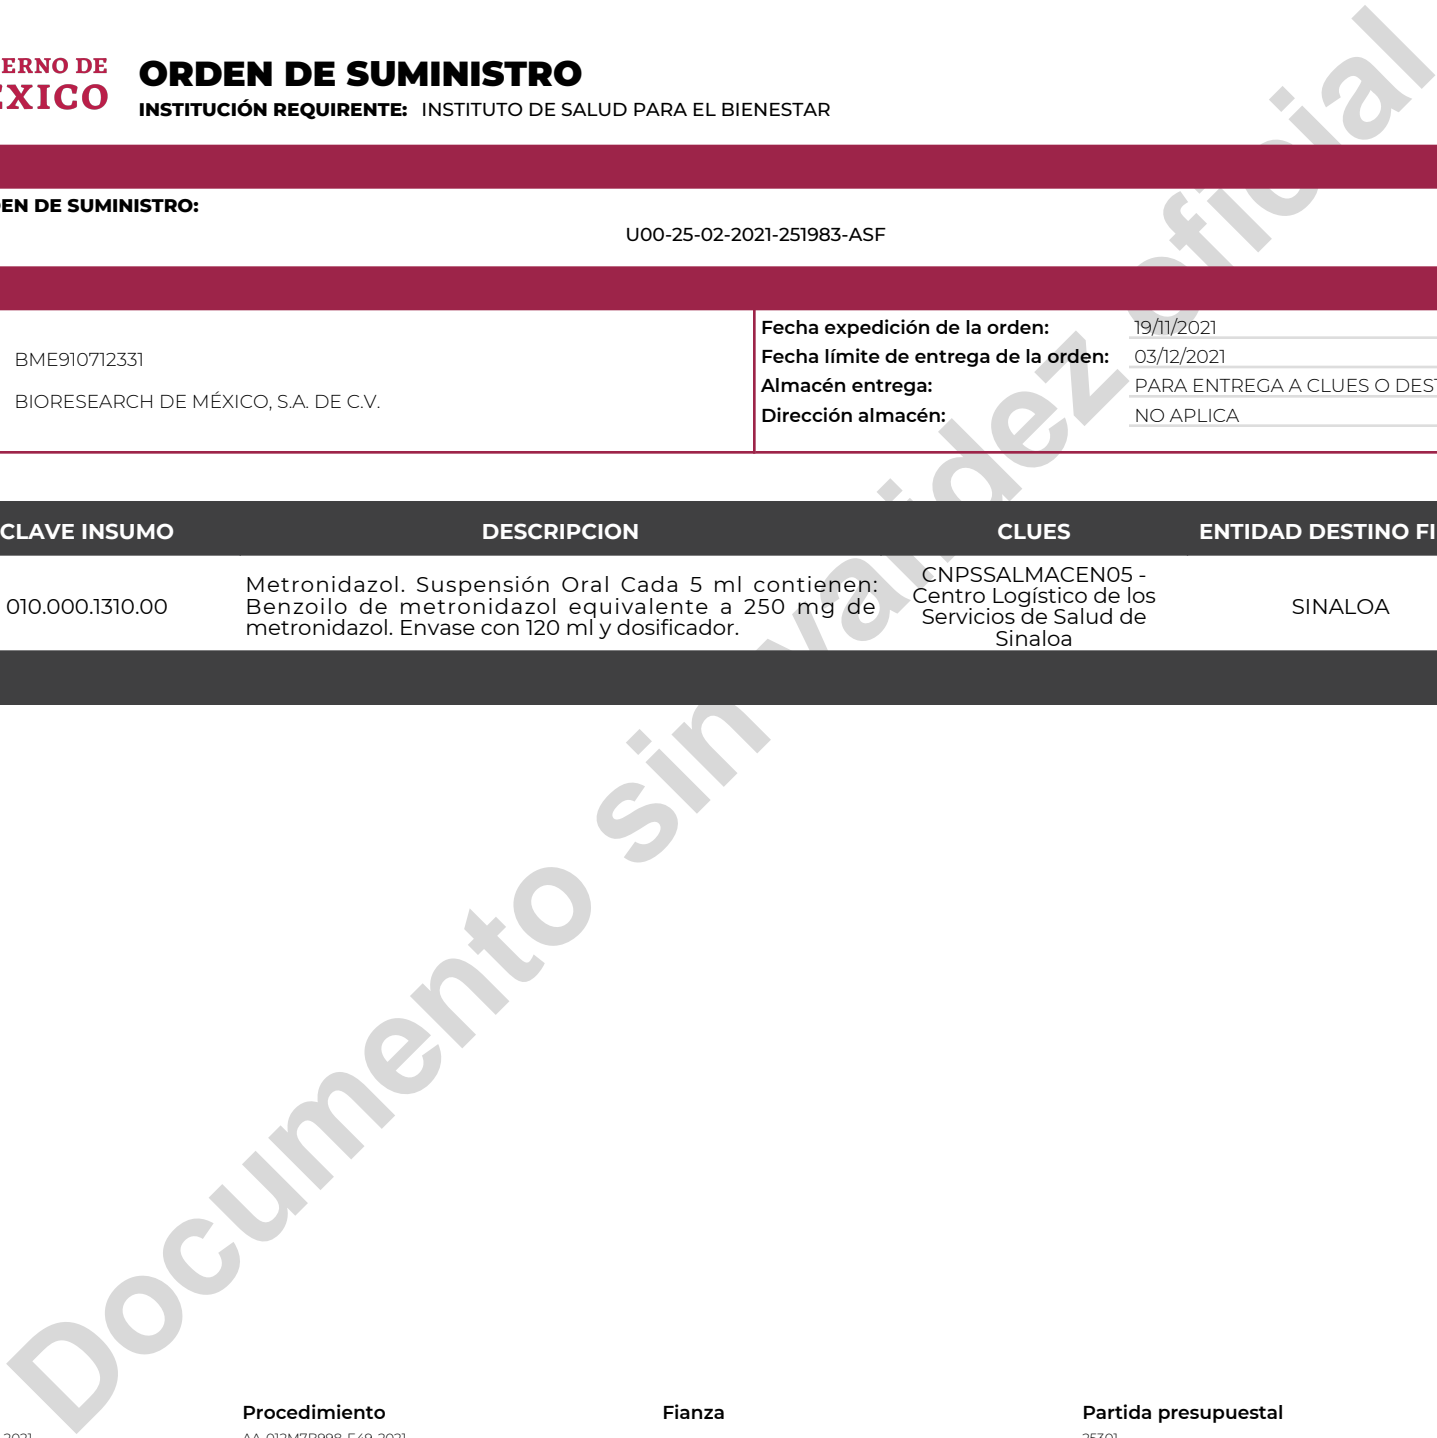 ERNO DE
ÉXICO
ORDEN DE SUMINISTRO
INSTITUCIÓN REQUIRENTE: INSTITUTO DE SALUD PARA EL BIENESTAR
EN DE SUMINISTRO:
U00-25-02-2021-251983-ASF
BME910712331
BIORESEARCH DE MÉXICO, S.A. DE C.V.
Fecha expedición de la orden: 19/11/2021
Fecha límite de entrega de la orden: 03/12/2021
Almacén entrega: PARA ENTREGA A CLUES O DEST
Dirección almacén: NO APLICA
CLAVE INSUMO DESCRIPCION CLUES ENTIDAD DESTINO FI
010.000.1310.00
Metronidazol. Suspensión Oral Cada 5 ml contienen:
Benzoilo de metronidazol equivalente a 250 mg de
metronidazol. Envase con 120 ml y dosificador.
CNPSSALMACEN05 -
Centro Logístico de los
Servicios de Salud de
Sinaloa
SINALOA
Documento sin validez oficial
Procedimiento Fianza Partida presupuestal